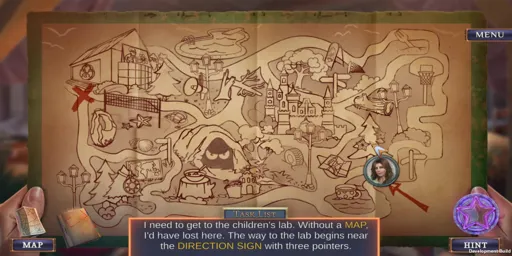 MENU
TASK LIST
I need to get to the children's lab. Without a MAP,
I'd have lost here. The way to the lab begins near
the DIRECTION SIGN with three pointers.
MAP
HINT
Development Build